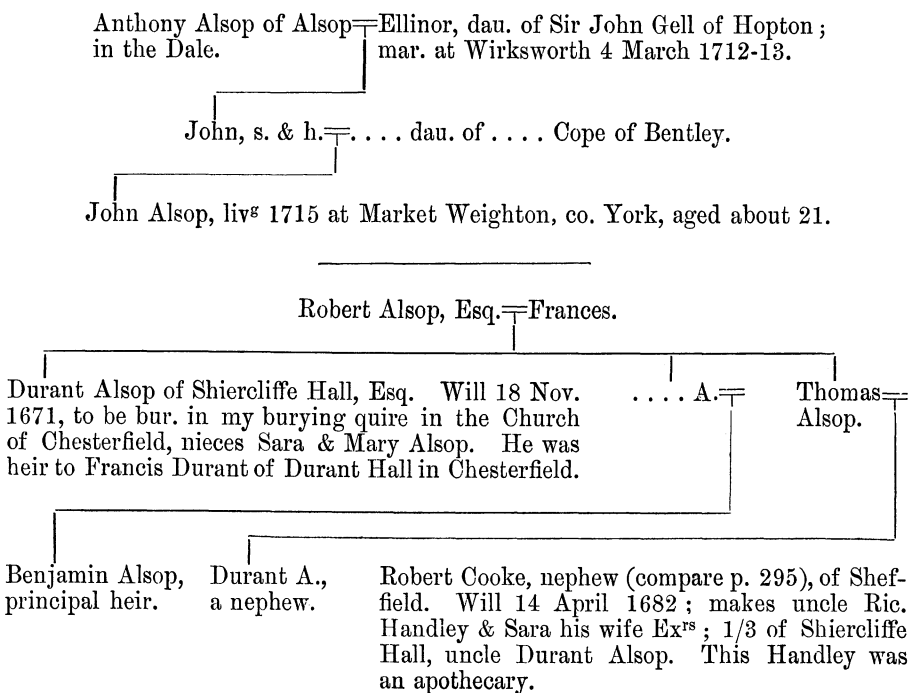 Anthony Alsop of Alsop=Ellinor, dau. of Sir John Gell of Hopton ;
in the Dale. mar. at Wirksworth 4 March 1712-13.
John, s. & h.=. . . . dau. of . . . . Cope of Bentley.
John Alsop, livᵍ 1715 at Market Weighton, co. York, aged about 21.
Robert Alsop, Esq.=Frances.
Durant Alsop of Shiercliffe Hall, Esq. Will 18 Nov.
1671, to be bur. in my burying quire in the Church
of Chesterfield, nieces Sara & Mary Alsop. He was
heir to Francis Durant of Durant Hall in Chesterfield.
. . . . A.=
Thomas=
Alsop.
Benjamin Alsop,
principal heir.
Durant A.,
a nephew.
Robert Cooke, nephew (compare p. 295), of Shef-
field. Will 14 April 1682 ; makes uncle Ric.
Handley & Sara his wife Exʳˢ ; 1/3 of Shiercliffe
Hall, uncle Durant Alsop. This Handley was
an apothecary.